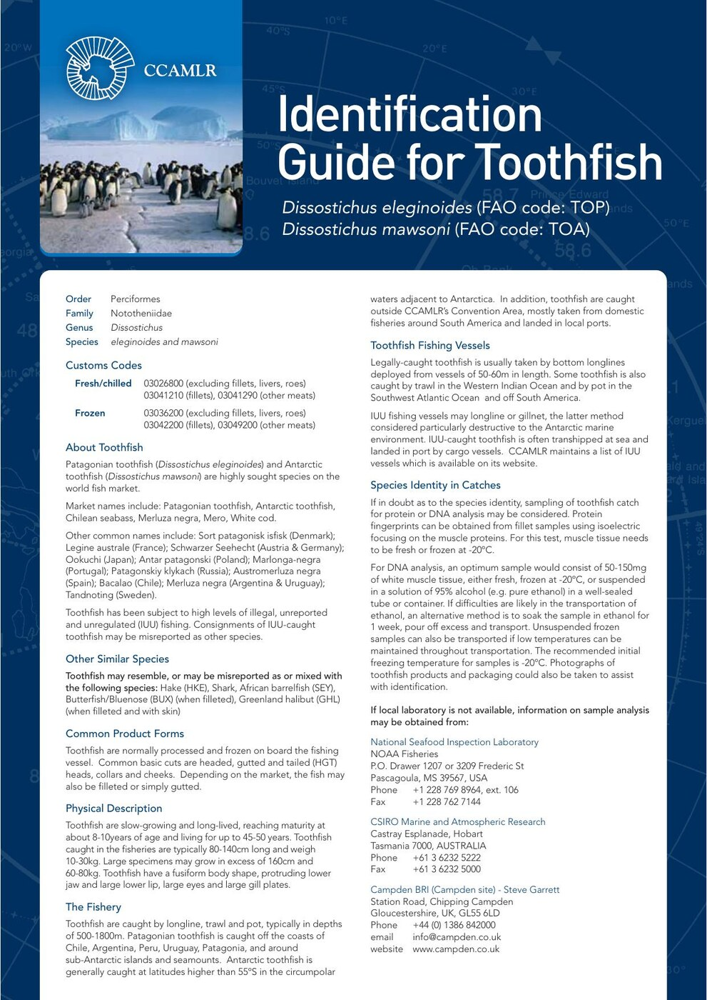 CCAMLR
20°W
10°E
40°S
20°E
45°S
30°E
50°S
Identification
Guide for Toothfish
Bouvet Island
58.7
Prince Edward
Dissostichus eleginoides (FAO code: TOP)
Dissostichus mawsoni (FAO code: TOA)
50°E
58.6
8.6
Order Perciformes
Family Nototheniidae
Genus Dissostichus
Species eleginoides and mawsoni
Customs Codes
Fresh/chilled 03026800 (excluding fillets, livers, roes)
03041210 (fillets), 03041290 (other meats)
Frozen 03036200 (excluding fillets, livers, roes)
03042200 (fillets), 03049200 (other meats)
About Toothfish
Patagonian toothfish (Dissostichus eleginoides) and Antarctic
toothfish (Dissostichus mawsoni) are highly sought species on the
world fish market.
Market names include: Patagonian toothfish, Antarctic toothfish,
Chilean seabass, Merluza negra, Mero, White cod.
Other common names include: Sort patagonisk isfisk (Denmark);
Legine australe (France); Schwarzer Seehecht (Austria & Germany);
Ookuchi (Japan); Antar patagonski (Poland); Marlonga-negra
(Portugal); Patagonskiy klykach (Russia); Austromerluza negra
(Spain); Bacalao (Chile); Merluza negra (Argentina & Uruguay);
Tandnoting (Sweden).
Toothfish has been subject to high levels of illegal, unreported
and unregulated (IUU) fishing. Consignments of IUU-caught
toothfish may be misreported as other species.
Other Similar Species
Toothfish may resemble, or may be misreported as or mixed with
the following species: Hake (HKE), Shark, African barrelfish (SEY),
Butterfish/Bluenose (BUX) (when filleted), Greenland halibut (GHL)
(when filleted and with skin)
Common Product Forms
Toothfish are normally processed and frozen on board the fishing
vessel. Common basic cuts are headed, gutted and tailed (HGT)
heads, collars and cheeks. Depending on the market, the fish may
also be filleted or simply gutted.
Physical Description
Toothfish are slow-growing and long-lived, reaching maturity at
about 8-10years of age and living for up to 45-50 years. Toothfish
caught in the fisheries are typically 80-140cm long and weigh
10-30kg. Large specimens may grow in excess of 160cm and
60-80kg. Toothfish have a fusiform body shape, protruding lower
jaw and large lower lip, large eyes and large gill plates.
The Fishery
Toothfish are caught by longline, trawl and pot, typically in depths
of 500-1800m. Patagonian toothfish is caught off the coasts of
Chile, Argentina, Peru, Uruguay, Patagonia, and around
sub-Antarctic islands and seamounts. Antarctic toothfish is
generally caught at latitudes higher than 55°S in the circumpolar
waters adjacent to Antarctica. In addition, toothfish are caught
outside CCAMLR's Convention Area, mostly taken from domestic
fisheries around South America and landed in local ports.
Toothfish Fishing Vessels
Legally-caught toothfish is usually taken by bottom longlines
deployed from vessels of 50-60m in length. Some toothfish is also
caught by trawl in the Western Indian Ocean and by pot in the
Southwest Atlantic Ocean and off South America.
IUU fishing vessels may longline or gillnet, the latter method
considered particularly destructive to the Antarctic marine
environment. IUU-caught toothfish is often transhipped at sea and
landed in port by cargo vessels. CCAMLR maintains a list of IUU
vessels which is available on its website.
Species Identity in Catches
If in doubt as to the species identity, sampling of toothfish catch
for protein or DNA analysis may be considered. Protein
fingerprints can be obtained from fillet samples using isoelectric
focusing on the muscle proteins. For this test, muscle tissue needs
to be fresh or frozen at -20°C.
For DNA analysis, an optimum sample would consist of 50-150mg
of white muscle tissue, either fresh, frozen at -20°C, or suspended
in a solution of 95% alcohol (e.g. pure ethanol) in a well-sealed
tube or container. If difficulties are likely in the transportation of
ethanol, an alternative method is to soak the sample in ethanol for
1 week, pour off excess and transport. Unsuspended frozen
samples can also be transported if low temperatures can be
maintained throughout transportation. The recommended initial
freezing temperature for samples is -20°C. Photographs of
toothfish products and packaging could also be taken to assist
with identification.
If local laboratory is not available, information on sample analysis
may be obtained from:
National Seafood Inspection Laboratory
NOAA Fisheries
P.O. Drawer 1207 or 3209 Frederic St
Pascagoula, MS 39567, USA
Phone +1 228 769 8964, ext. 106
Fax +1 228 762 7144
CSIRO Marine and Atmospheric Research
Castray Esplanade, Hobart
Tasmania 7000, AUSTRALIA
Phone +61 3 6232 5222
Fax +61 3 6232 5000
Campden BRI (Campden site) - Steve Garrett
Station Road, Chipping Campden
Gloucestershire, UK, GL55 6LD
Phone +44 (0) 1386 842000
email info@campden.co.uk
website www.campden.co.uk